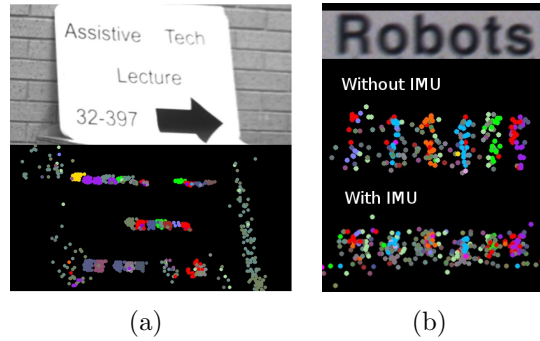 Assistive Tech
Lecture
32-397
Robots
Without IMU
With IMU
(a)
(b)